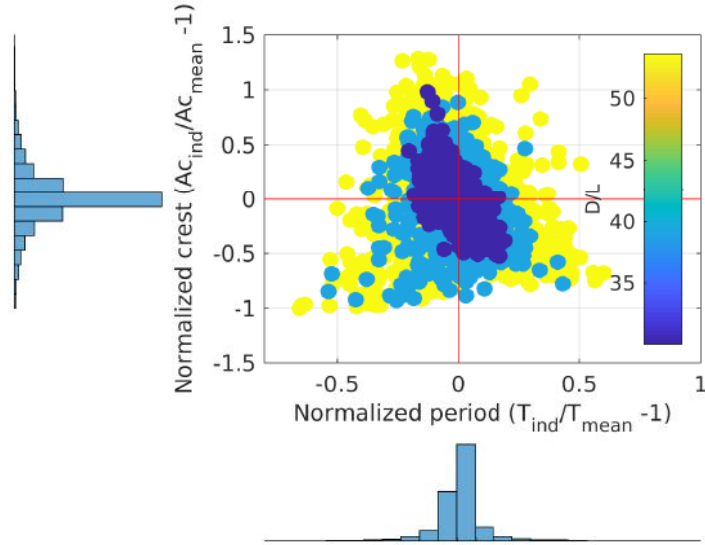 1.5
1
0.5
0
-0.5
-1
-1.5
Normalized crest (Ac_ind/Ac_mean -1)
50
45
40
35
D/L
-0.5 0 0.5 1
Normalized period (T_ind/T_mean -1)